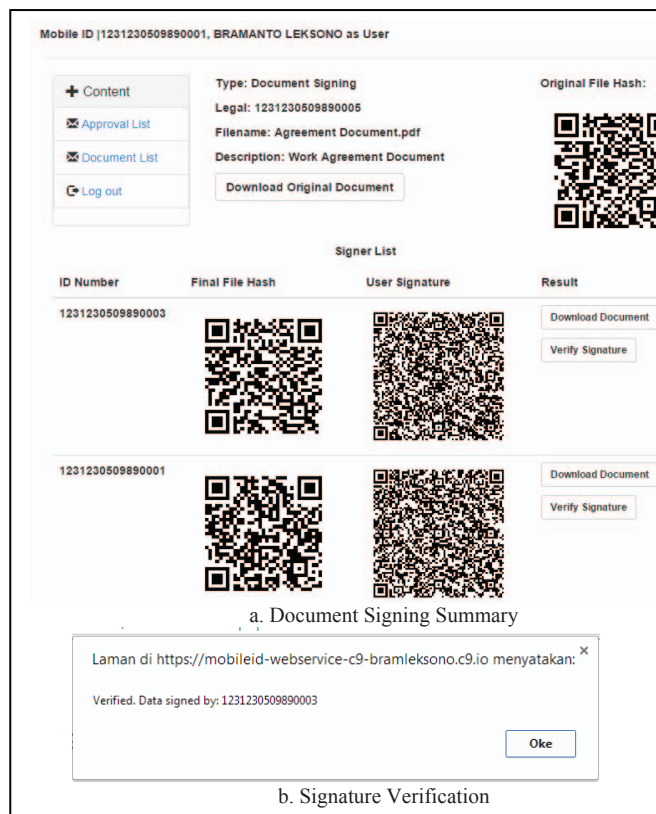 Mobile ID |1231230509890001, BRAMANTO LEKSONO as User
Content
Approval List
Document List
Log out
Type: Document Signing
Legal: 1231230509890005
Filename: Agreement Document.pdf
Description: Work Agreement Document
Download Original Document
Original File Hash:
Signer List
ID Number Final File Hash User Signature Result
1231230509890003
Download Document
Verify Signature
1231230509890001
Download Document
Verify Signature
a. Document Signing Summary
Laman di https://mobileid-webservice-c9-bramleksono.c9.io menyatakan:
Verified. Data signed by: 1231230509890003
Oke
b. Signature Verification